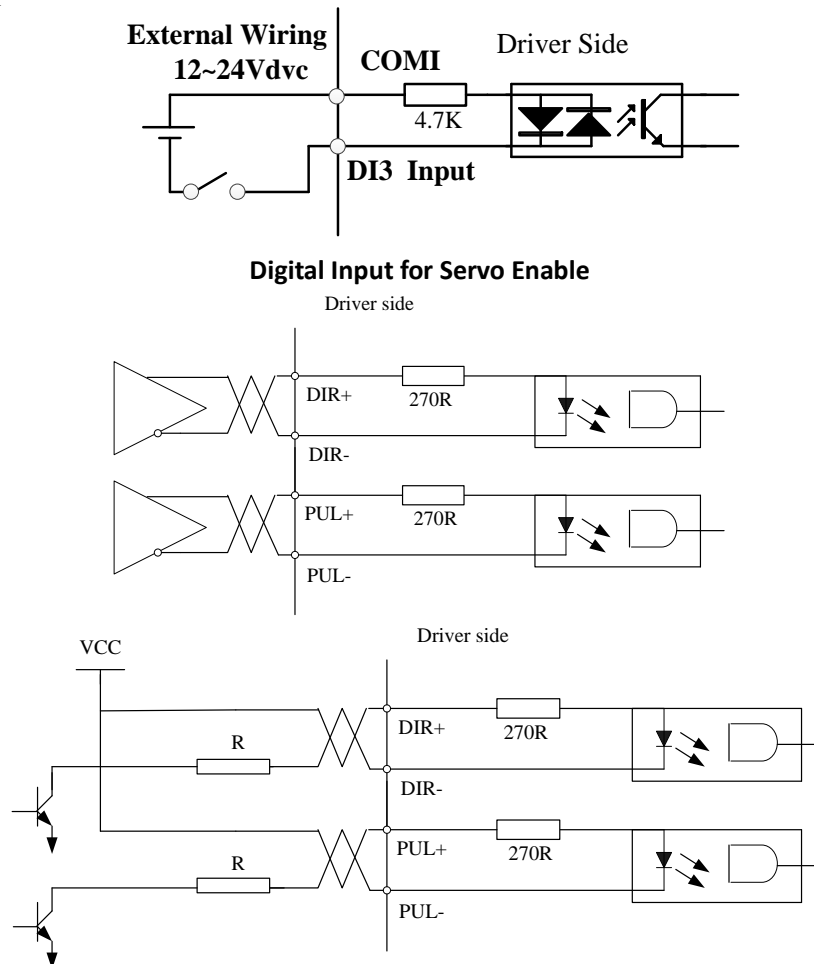 External Wiring
12~24Vdvc
COMI
Driver Side
4.7K
DI3 Input
Digital Input for Servo Enable
Driver side
DIR+
270R
DIR-
PUL+
270R
PUL-
Driver side
VCC
DIR+
270R
R
DIR-
PUL+
270R
R
PUL-